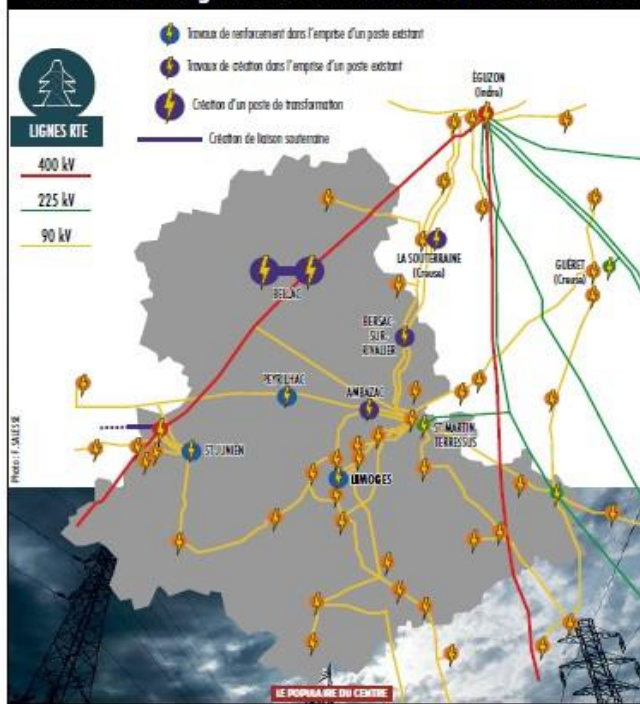 Travaux de renforcement dans l'emprise d'un poste existant
Travaux de création dans l'emprise d'un poste existant
Création d'un poste de transformation
Création de liaison souterraine
LIGNES RTE
400 kV
225 kV
90 kV
ÉGUZON
(Indre)
LA SOUTERRAINE
(Creuse)
GUÉRET
(Creuse)
BELLAC
BERSAC-
SUR-
RIVALIER
PEYRILHAC
AMBAZAC
ST-MARTIN
TERRESSUS
ST-JUNIEN
LIMOGES
Photo : F. SALESSE
LE POPULAIRE DU CENTRE